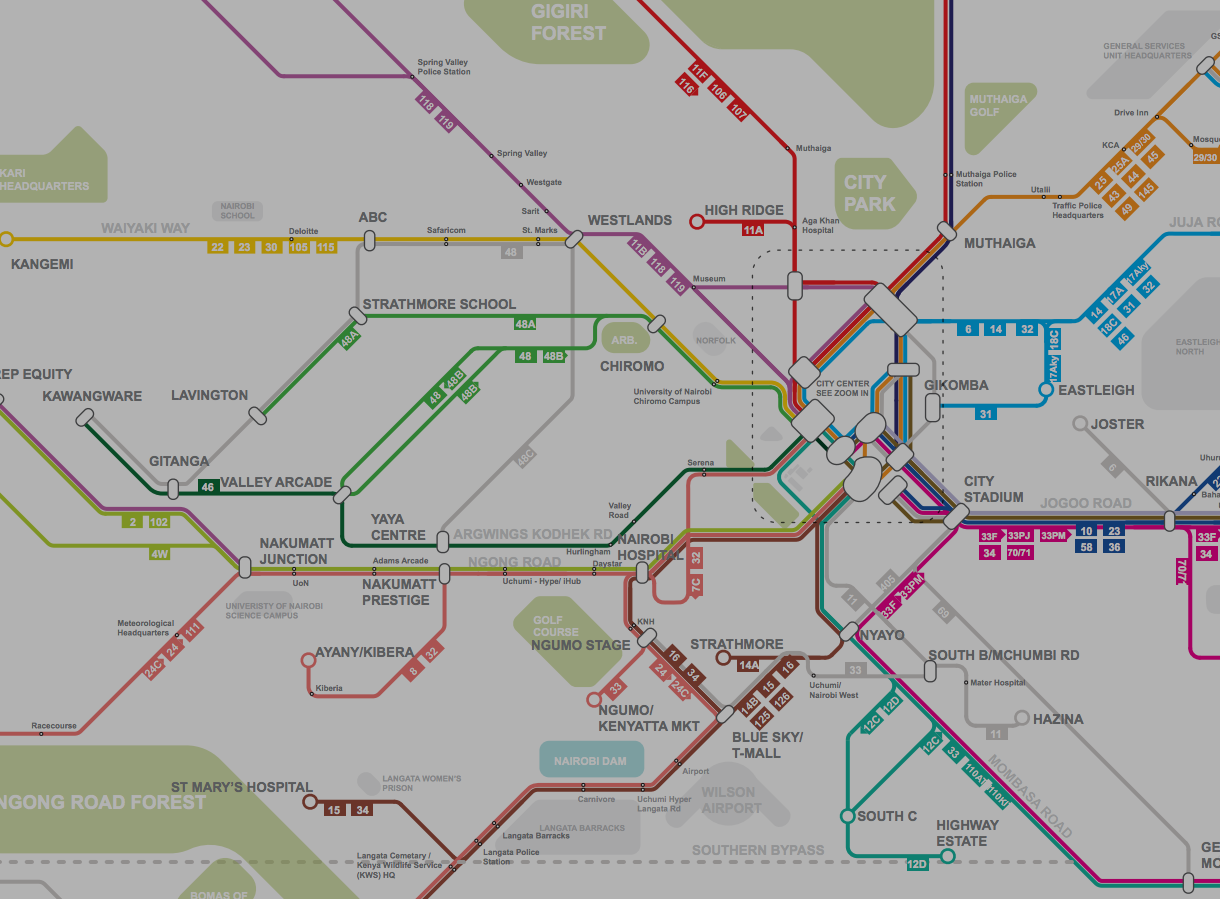 GIGIRI
FOREST
Spring Valley
Police Station
118
119
11F
116
106
107
GENERAL SERVICES
UNIT HEADQUARTERS
GS
MUTHAIGA
GOLF
Drive Inn
KCA
29/30
Mosqu
29/30
25
25A
45
43
44
49
145
Muthaiga
Spring Valley
Westgate
Sarit
KARI
HEADQUARTERS
NAIROBI
SCHOOL
CITY
PARK
Muthaiga Police
Station
Utalii
Traffic Police
Headquarters
WAIYAKI WAY
ABC
WESTLANDS
HIGH RIDGE
Aga Khan
Hospital
11A
MUTHAIGA
JUJA RO
Deloitte
Safaricom
St. Marks
22
23
30
105
115
48
KANGEMI
11B
118
119
Museum
14
17A
17Aky
18C
31
32
46
STRATHMORE SCHOOL
48A
48A
ARB.
NORFOLK
6
14
32
17Aky
18C
EASTLEIGH
NORTH
48
48B
CHIROMO
REP EQUITY
KAWANGWARE
LAVINGTON
48
48B
48B
University of Nairobi
Chiromo Campus
CITY CENTER
SEE ZOOM IN
GIKOMBA
EASTLEIGH
31
JOSTER
GITANGA
48C
Serena
6
46
VALLEY ARCADE
CITY
STADIUM
RIKANA
Uhuru
Baha
JOGOO ROAD
Valley
Road
2
102
YAYA
CENTRE
ARGWINGS KODHEK RD
NAIROBI
HOSPITAL
33F
33PJ
33PM
10
23
33F
34
70/71
58
36
34
4W
NAKUMATT
JUNCTION
Hurlingham
NGONG ROAD
Adams Arcade
Daystar
UoN
Uchumi - Hype/ iHub
NAKUMATT
PRESTIGE
32
7C
405
33F
33PM
11
69
UNIVERISTY OF NAIROBI
SCIENCE CAMPUS
Meteorological
Headquarters
111
24
24C
GOLF
COURSE
KNH
NGUMO STAGE
STRATHMORE
NYAYO
AYANY/KIBERA
32
8
16
34
24
24C
14A
33
SOUTH B/MCHUMBI RD
Kiberia
33
14B
15
16
125
126
Uchumi/
Nairobi West
Mater Hospital
NGUMO/
KENYATTA MKT
12C
12D
HAZINA
11
Racecourse
BLUE SKY/
T-MALL
12C
33
110AT
110KI
MOMBASA ROAD
NAIROBI DAM
Airport
ST MARY'S HOSPITAL
LANGATA WOMEN'S
PRISON
NGONG ROAD FOREST
15
34
Carnivore
Uchumi Hyper
Langata Rd
WILSON
AIRPORT
SOUTH C
HIGHWAY
ESTATE
LANGATA BARRACKS
Langata Barracks
Langata Police
Station
SOUTHERN BYPASS
Langata Cemetary /
Kenya Wildlife Service
(KWS) HQ
12D
GE
MO
BOMAS OF